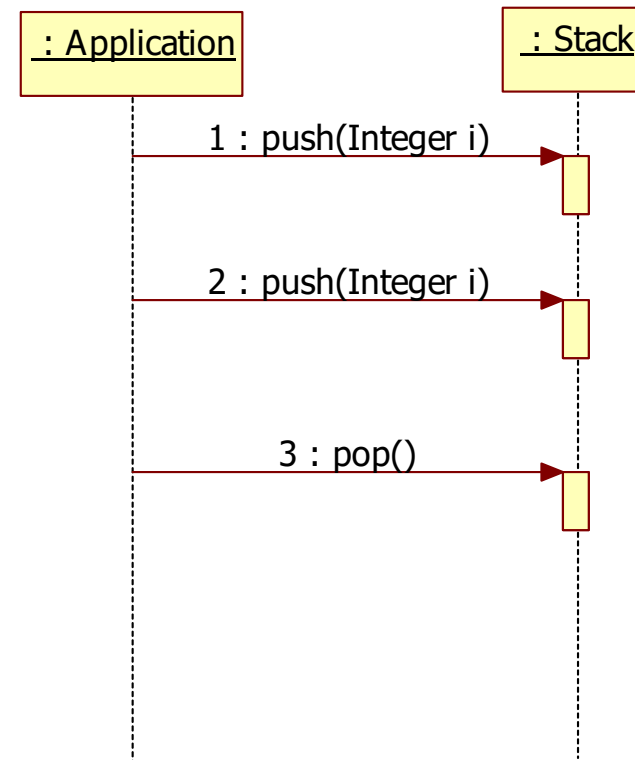 : Application
: Stack
1 : push(Integer i)
2 : push(Integer i)
3 : pop()